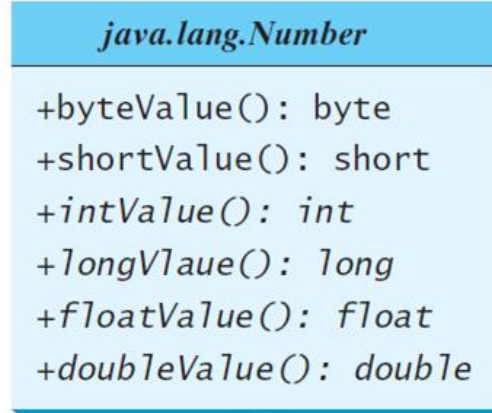 java.lang.Number
+byteValue(): byte
+shortValue(): short
+intValue(): int
+longVlaue(): long
+floatValue(): float
+doubleValue(): double